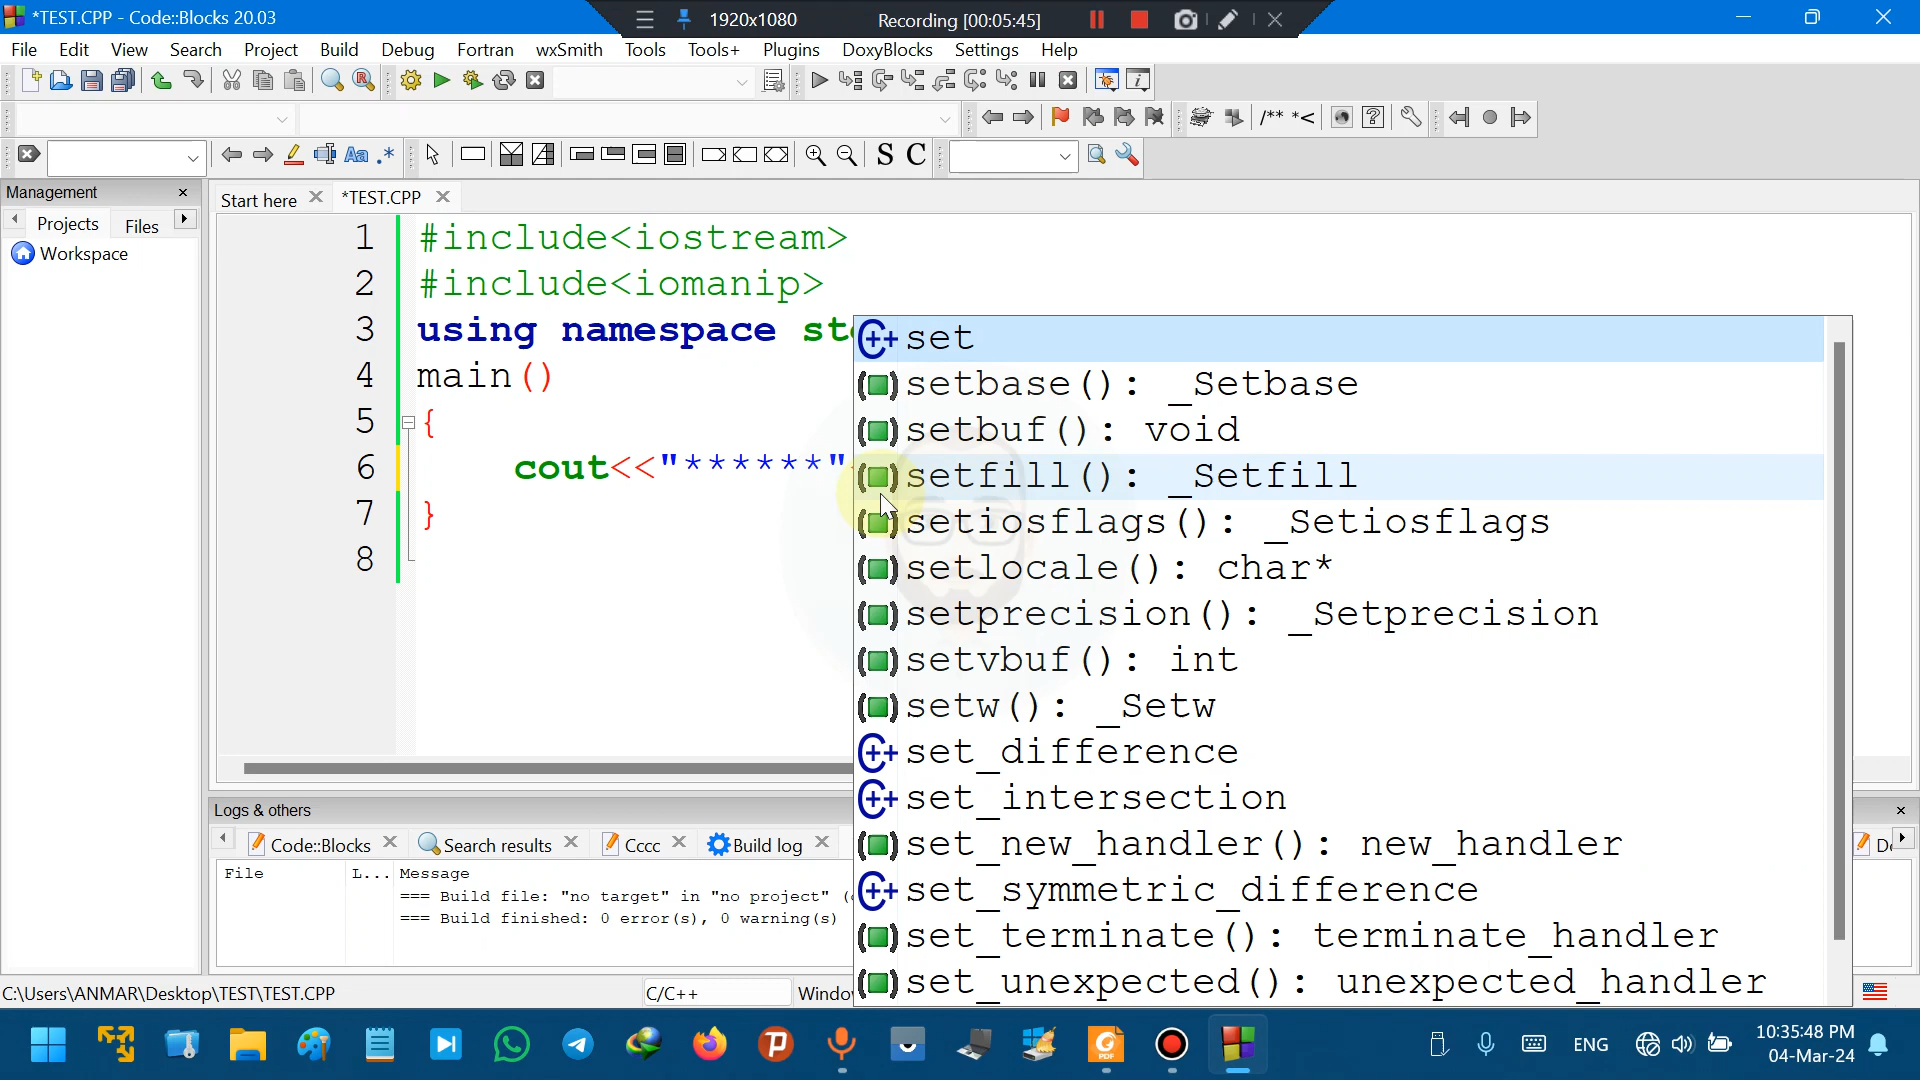 *TEST.CPP - Code::Blocks 20.03
1920x1080
Recording [00:05:45]
File Edit View Search Project Build Debug Fortran wxSmith Tools Tools+ Plugins DoxyBlocks Settings Help
/** *<
Aa .*
S C
Management
Projects
Files
Workspace
Start here
*TEST.CPP
1 #include<iostream>
2 #include<iomanip>
3 using namespace
4 main()
5 {
6 cout<<"******"
7 }
8
set
setbase(): _Setbase
setbuf(): void
setfill(): _Setfill
setiosflags(): _Setiosflags
setlocale(): char*
setprecision(): _Setprecision
setvbuf(): int
setw(): _Setw
set_difference
set_intersection
set_new_handler(): new_handler
set_symmetric_difference
set_terminate(): terminate_handler
set_unexpected(): unexpected_handler
Logs & others
Code::Blocks
Search results
Cccc
Build log
File L... Message
=== Build file: "no target" in "no project"
=== Build finished: 0 error(s), 0 warning(s)
C:\Users\ANMAR\Desktop\TEST\TEST.CPP
C/C++
ENG
10:35:48 PM
04-Mar-24